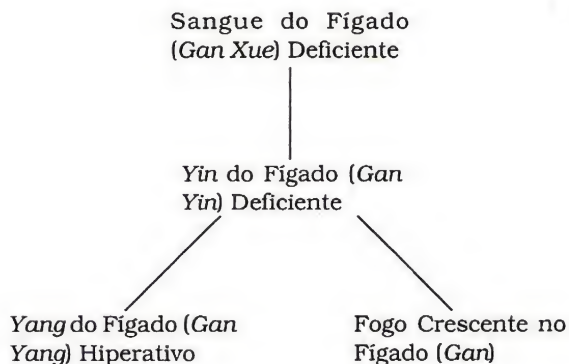 Sangue do Fígado
(Gan Xue) Deficiente
Yin do Fígado (Gan
Yin) Deficiente
Yang do Fígado (Gan
Yang) Hiperativo
Fogo Crescente no
Fígado (Gan)